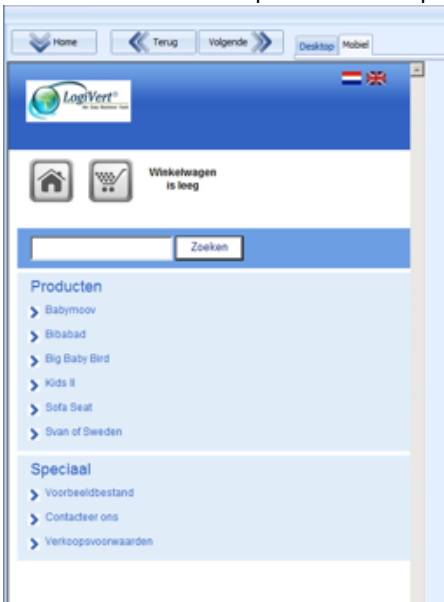 Home
Terug
Volgende
Desktop
Mobiel
LogiVert®
Winkelwagen
is leeg
Zoeken
Producten
Babymoov
Bibabad
Big Baby Bird
Kids II
Sofa Seat
Svan of Sweden
Speciaal
Voorbeeldbestand
Contacteer ons
Verkoopsvoorwaarden